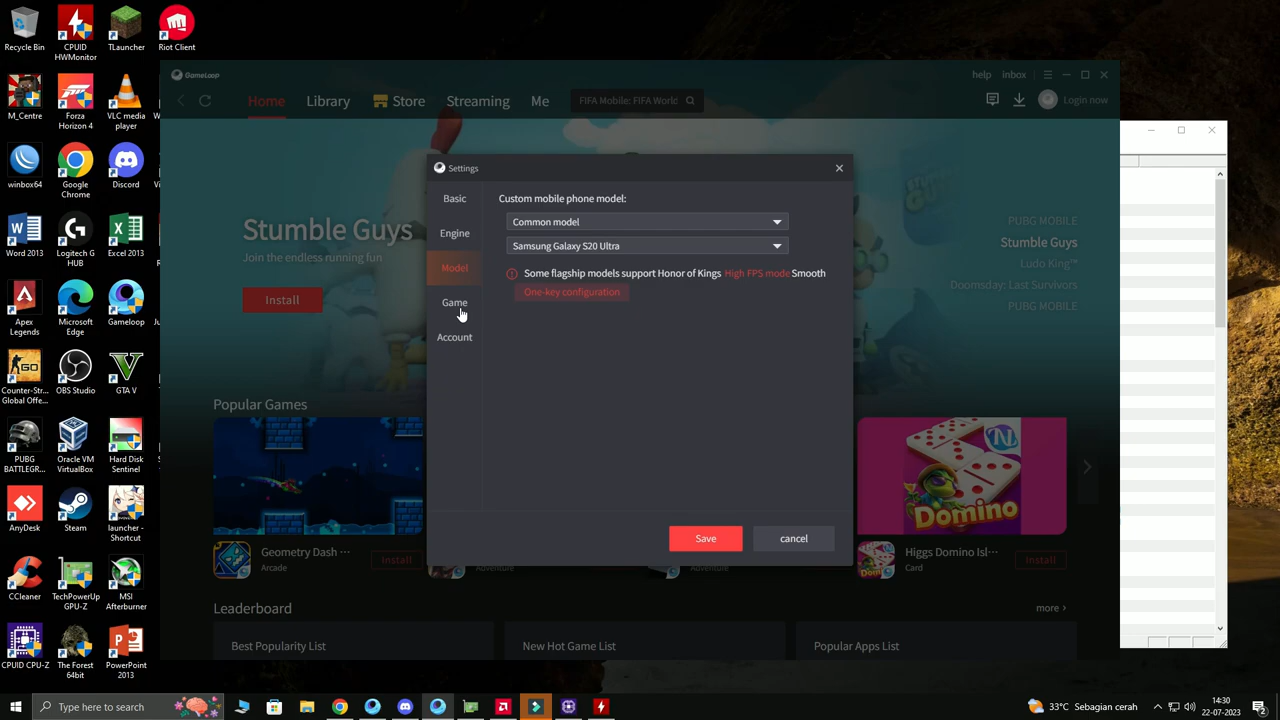 Recycle Bin
CPUID HWMonitor
TLauncher
Riot Client
M_Centre
Forza Horizon 4
VLC media player
winbox64
Google Chrome
Discord
Word 2013
Logitech G HUB
Excel 2013
Apex Legends
Microsoft Edge
Gameloop
Counter-Str... Global Offe...
OBS Studio
GTA V
PUBG BATTLEGR...
Oracle VM VirtualBox
Hard Disk Sentinel
AnyDesk
Steam
launcher - Shortcut
CCleaner
TechPowerUp GPU-Z
MSI Afterburner
CPUID CPU-Z
The Forest 64bit
PowerPoint 2013
GameLoop
help
inbox
Home
Library
Store
Streaming
Me
FIFA Mobile: FIFA World
Login now
Stumble Guys
Join the endless running fun
Install
PUBG MOBILE
Stumble Guys
Ludo King™
Doomsday: Last Survivors
PUBG MOBILE
Settings
Basic
Engine
Model
Game
Account
Custom mobile phone model:
Common model
Samsung Galaxy S20 Ultra
Some flagship models support Honor of Kings High FPS mode Smooth
One-key configuration
Save
cancel
Popular Games
Geometry Dash ···
Arcade
Install
Adventure
Adventure
Domino
Higgs Domino Isl···
Card
Install
Leaderboard
more
Best Popularity List
New Hot Game List
Popular Apps List
Type here to search
33°C Sebagian cerah
14:30
22-07-2023
2